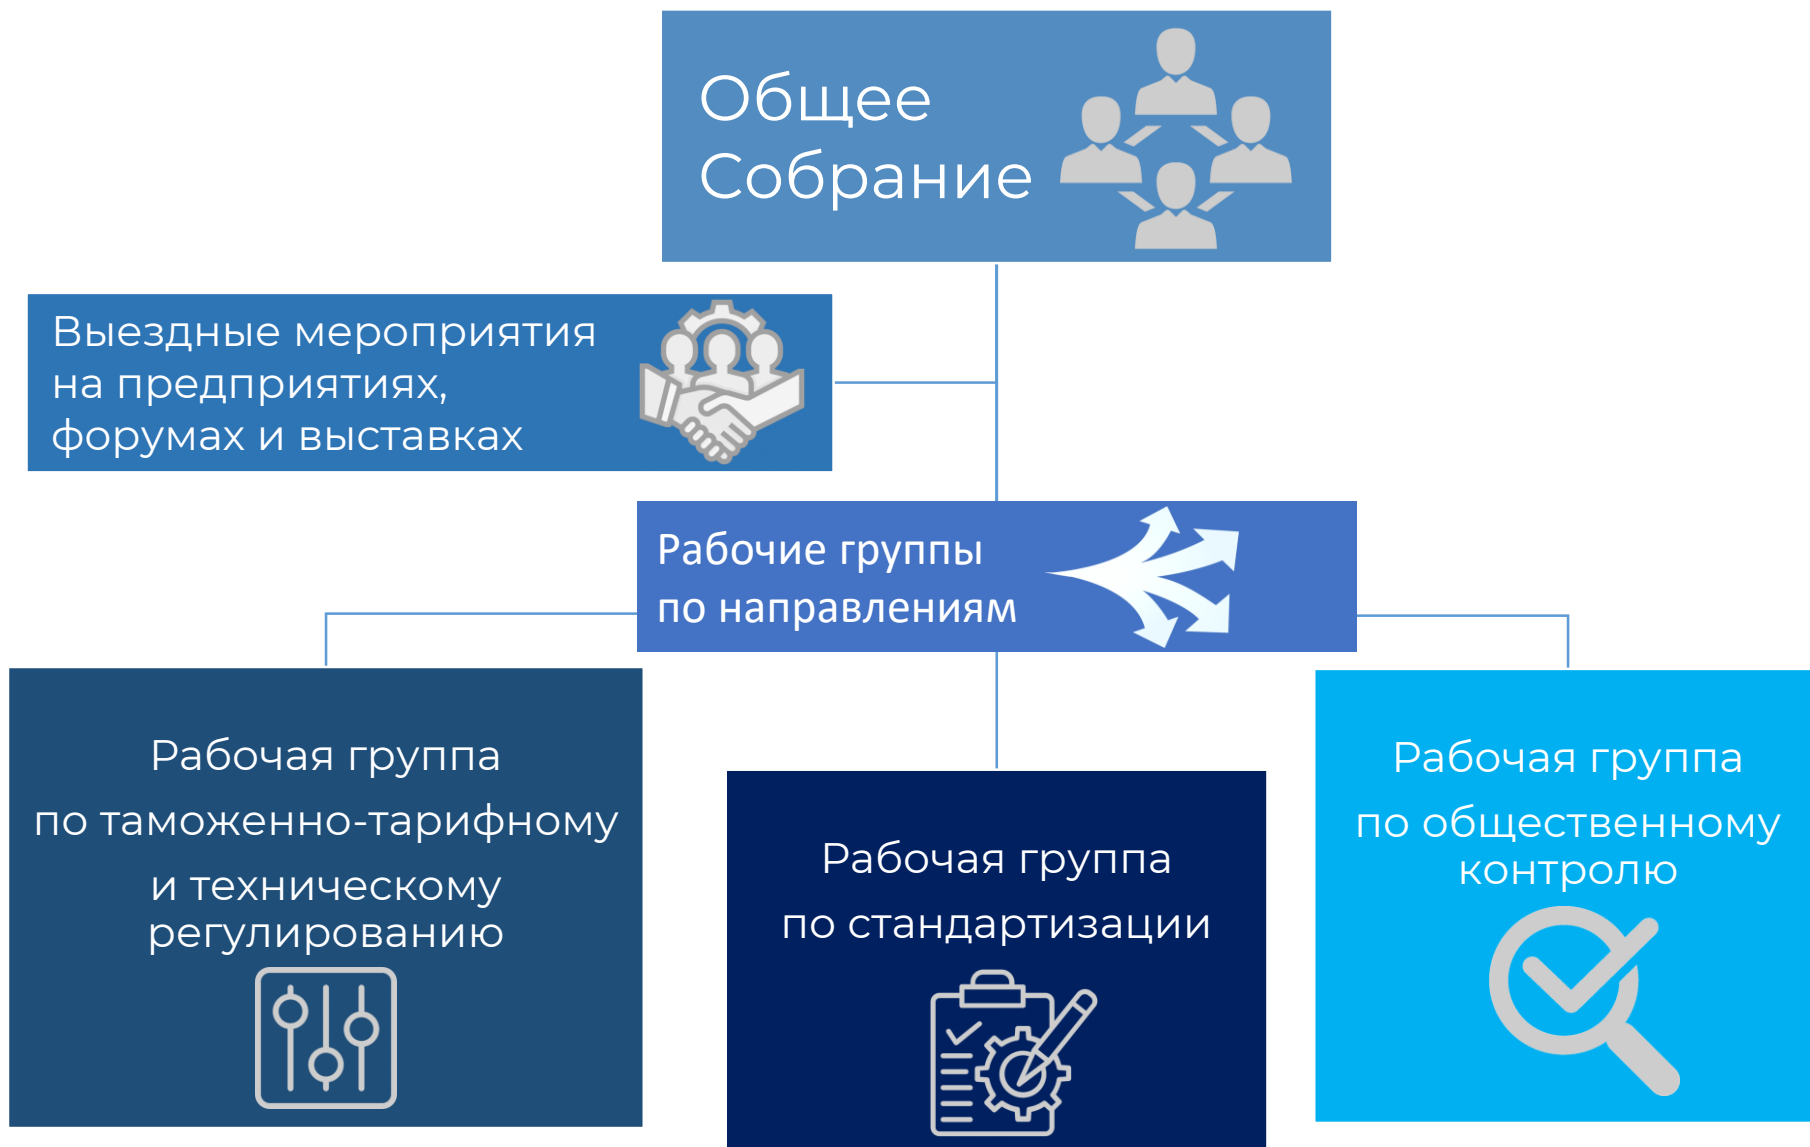 Общее
Собрание
Выездные мероприятия
на предприятиях,
форумах и выставках
Рабочие группы
по направлениям
Рабочая группа
по таможенно-тарифному
и техническому
регулированию
Рабочая группа
по стандартизации
Рабочая группа
по общественному
контролю